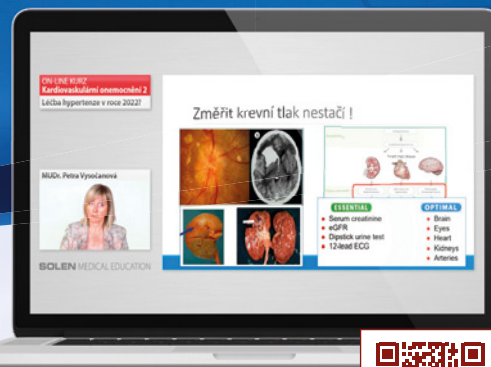 ON-LINE KURZ
Kardiovaskulární onemocnění 2
Léčba hypertenze v roce 2022?
MUDr. Petra Vysočanová
SOLEN MEDICAL EDUCATION
Změřit krevní tlak nestačí !
ESSENTIAL
• Serum creatinine
• eGFR
• Dipstick urine test
• 12-lead ECG
OPTIMAL
• Brain
• Eyes
• Heart
• Kidneys
• Arteries